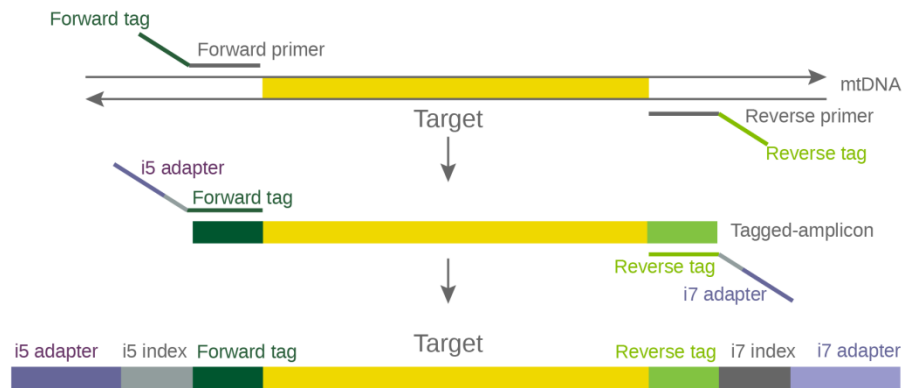 Forward tag
Forward primer
mtDNA
Target
Reverse primer
Reverse tag
i5 adapter
Forward tag
Tagged-amplicon
Reverse tag
i7 adapter
Target
i5 adapter
i5 index
Forward tag
Reverse tag
i7 index
i7 adapter